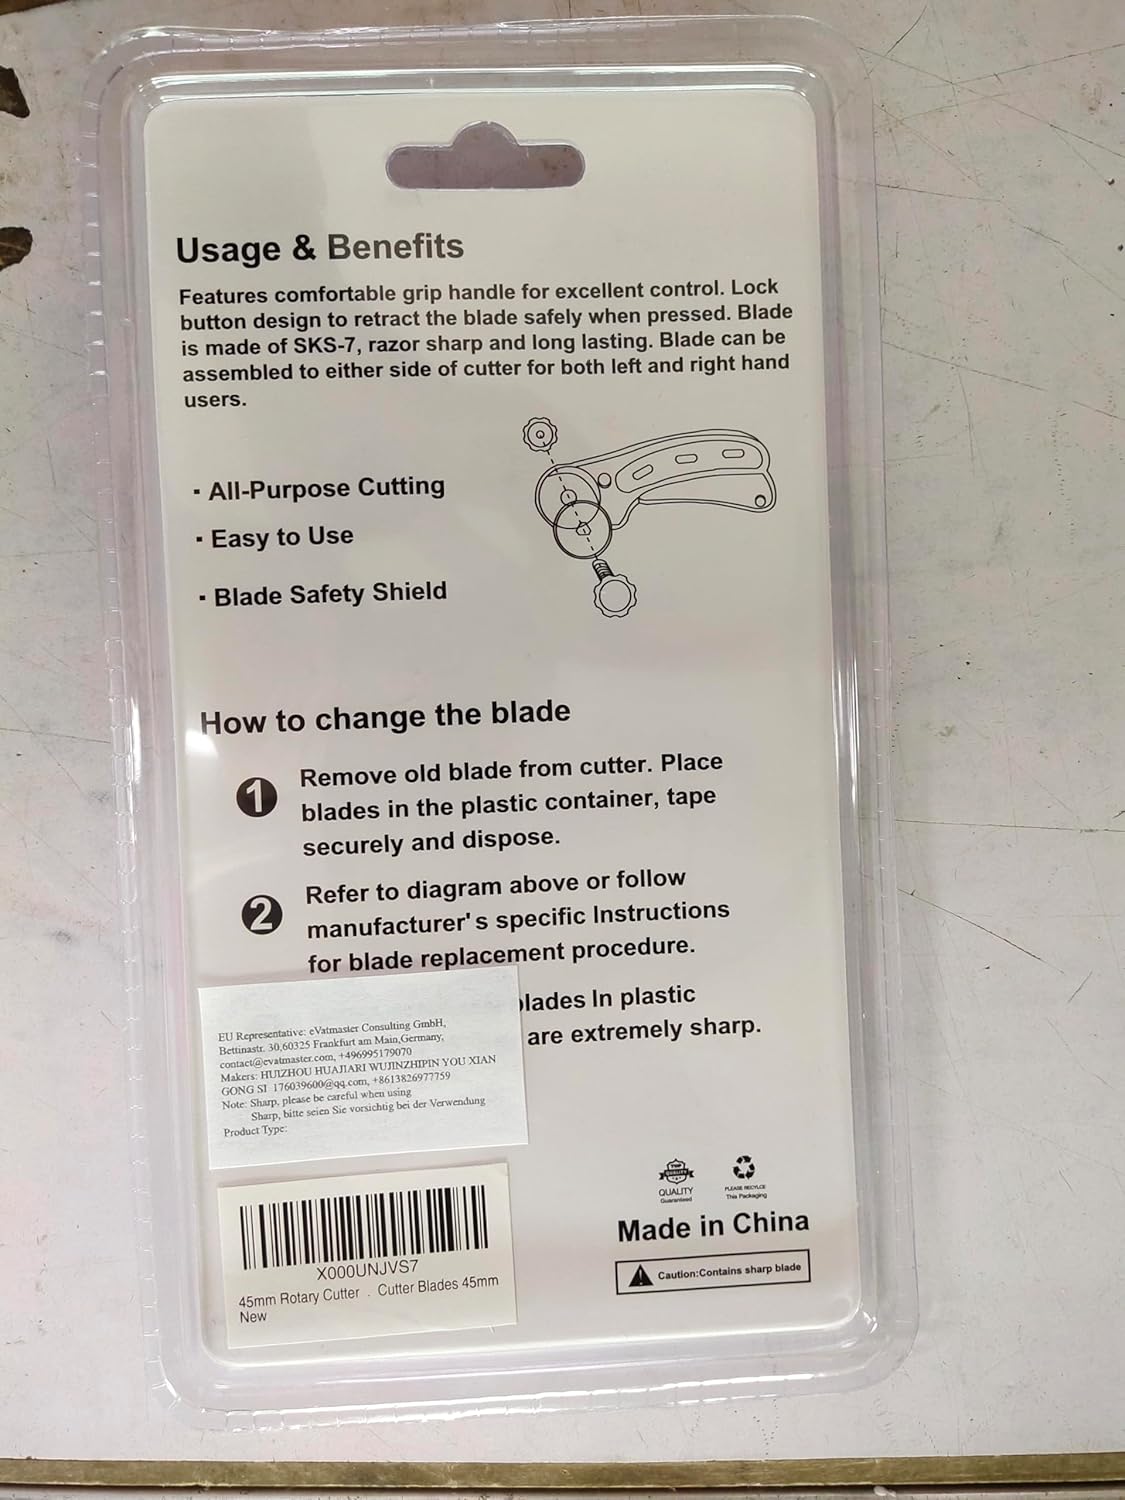 Usage & Benefits
Features comfortable grip handle for excellent control. Lock
button design to retract the blade safely when pressed. Blade
is made of SKS-7, razor sharp and long lasting. Blade can be
assembled to either side of cutter for both left and right hand
users.
· All-Purpose Cutting
· Easy to Use
· Blade Safety Shield
How to change the blade
1 Remove old blade from cutter. Place
blades in the plastic container, tape
securely and dispose.
2 Refer to diagram above or follow
manufacturer's specific Instructions
for blade replacement procedure.
blades In plastic
are extremely sharp.
EU Representative: eVatmaster Consulting GmbH,
Bettinastr. 30,60325 Frankfurt am Main,Germany,
contact@evatmaster.com, +496995179070
Makers: HUIZHOU HUAJIARI WUJINZHIPIN YOU XIAN
GONG SI 176039600@qq.com, +8613826977759
Note: Sharp, please be careful when using
Sharp, bitte seien Sie vorsichtig bei der Verwendung
Product Type:
X000UNJVS7
45mm Rotary Cutter . Cutter Blades 45mm
New
TOP
QUALITY
QUALITY
Guaranteed
PLEASE RECYLCE
This Packaging
Made in China
Caution:Contains sharp blade